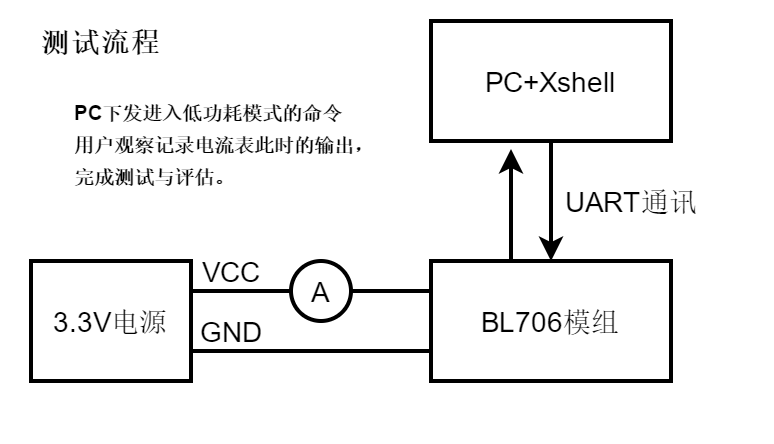 测试流程
PC下发进入低功耗模式的命令
用户观察记录电流表此时的输出，
完成测试与评估。
PC+Xshell
UART通讯
VCC
A
3.3V电源
GND
BL706模组